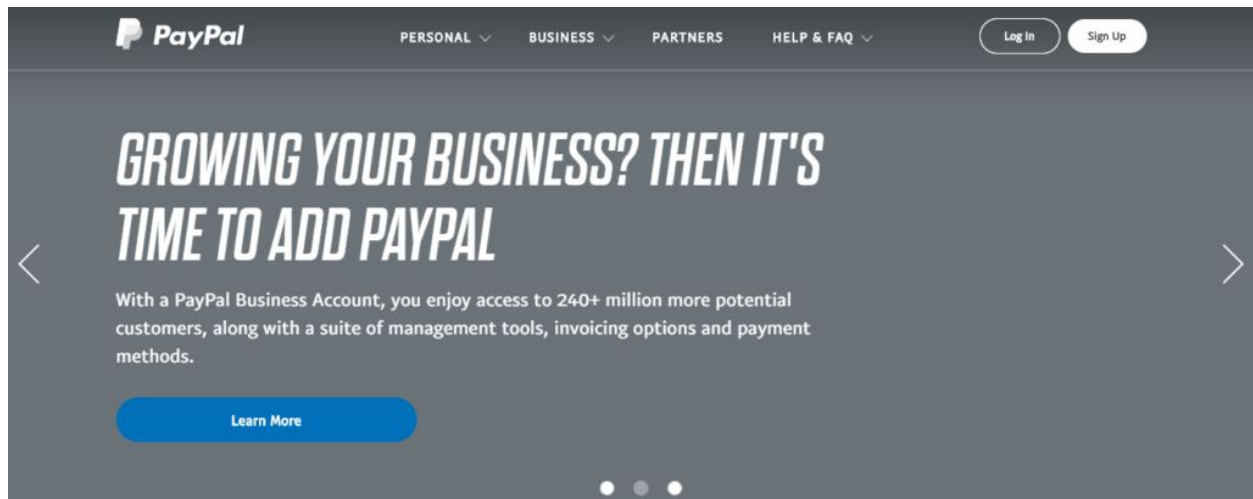 PayPal
PERSONAL
BUSINESS
PARTNERS
HELP & FAQ
Log In
Sign Up
GROWING YOUR BUSINESS? THEN IT'S
TIME TO ADD PAYPAL
With a PayPal Business Account, you enjoy access to 240+ million more potential
customers, along with a suite of management tools, invoicing options and payment
methods.
Learn More